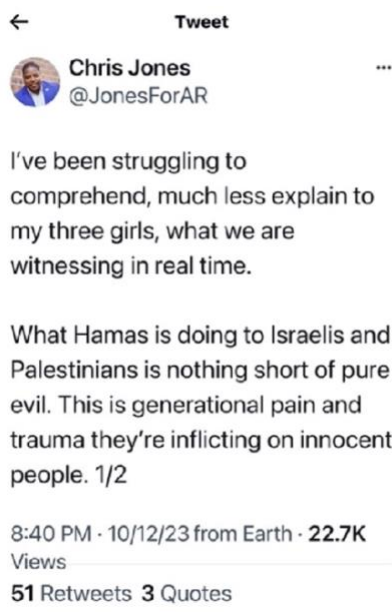 Tweet
Chris Jones
@JonesForAR
I've been struggling to
comprehend, much less explain to
my three girls, what we are
witnessing in real time.
What Hamas is doing to Israelis and
Palestinians is nothing short of pure
evil. This is generational pain and
trauma they're inflicting on innocent
people. 1/2
8:40 PM · 10/12/23 from Earth · 22.7K
Views
51 Retweets 3 Quotes